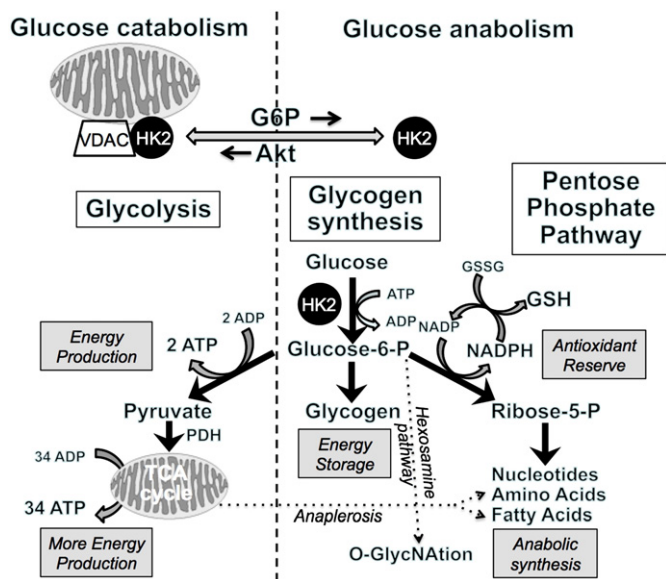 Glucose catabolism
Glucose anabolism
G6P
VDAC
HK2
HK2
Akt
Glycolysis
Glycogen
synthesis
Pentose
Phosphate
Pathway
Glucose
GSSG
HK2
ATP
GSH
2 ADP
ADP
NADP
Energy
Production
2 ATP
Glucose-6-P
NADPH
Antioxidant
Reserve
Pyruvate
Glycogen
Hexosamine
pathway
Ribose-5-P
PDH
Energy
Storage
34 ADP
TCA
cycle
Nucleotides
Amino Acids
Fatty Acids
34 ATP
Anaplerosis
More Energy
Production
O-GlycNAtion
Anabolic
synthesis